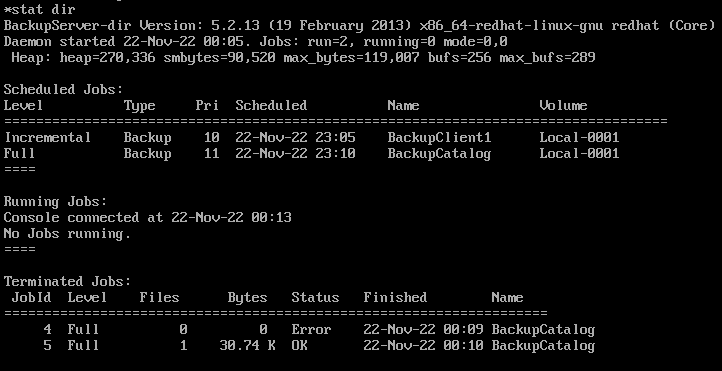 *stat dir
BackupServer-dir Version: 5.2.13 (19 February 2013) x86_64-redhat-linux-gnu redhat (Core)
Daemon started 22-Nov-22 00:05. Jobs: run=2, running=0 mode=0,0
 Heap: heap=270,336 smbytes=90,520 max_bytes=119,007 bufs=256 max_bufs=289

Scheduled Jobs:
Level          Type     Pri  Scheduled          Name               Volume
===================================================================================
Incremental    Backup    10  22-Nov-22 23:05    BackupClient1      Local-0001
Full           Backup    11  22-Nov-22 23:10    BackupCatalog      Local-0001
====

Running Jobs:
Console connected at 22-Nov-22 00:13
No Jobs running.
====

Terminated Jobs:
 JobId  Level    Files      Bytes   Status   Finished        Name
====================================================================
     4  Full          0         0   Error    22-Nov-22 00:09 BackupCatalog
     5  Full          1    30.74 K  OK       22-Nov-22 00:10 BackupCatalog